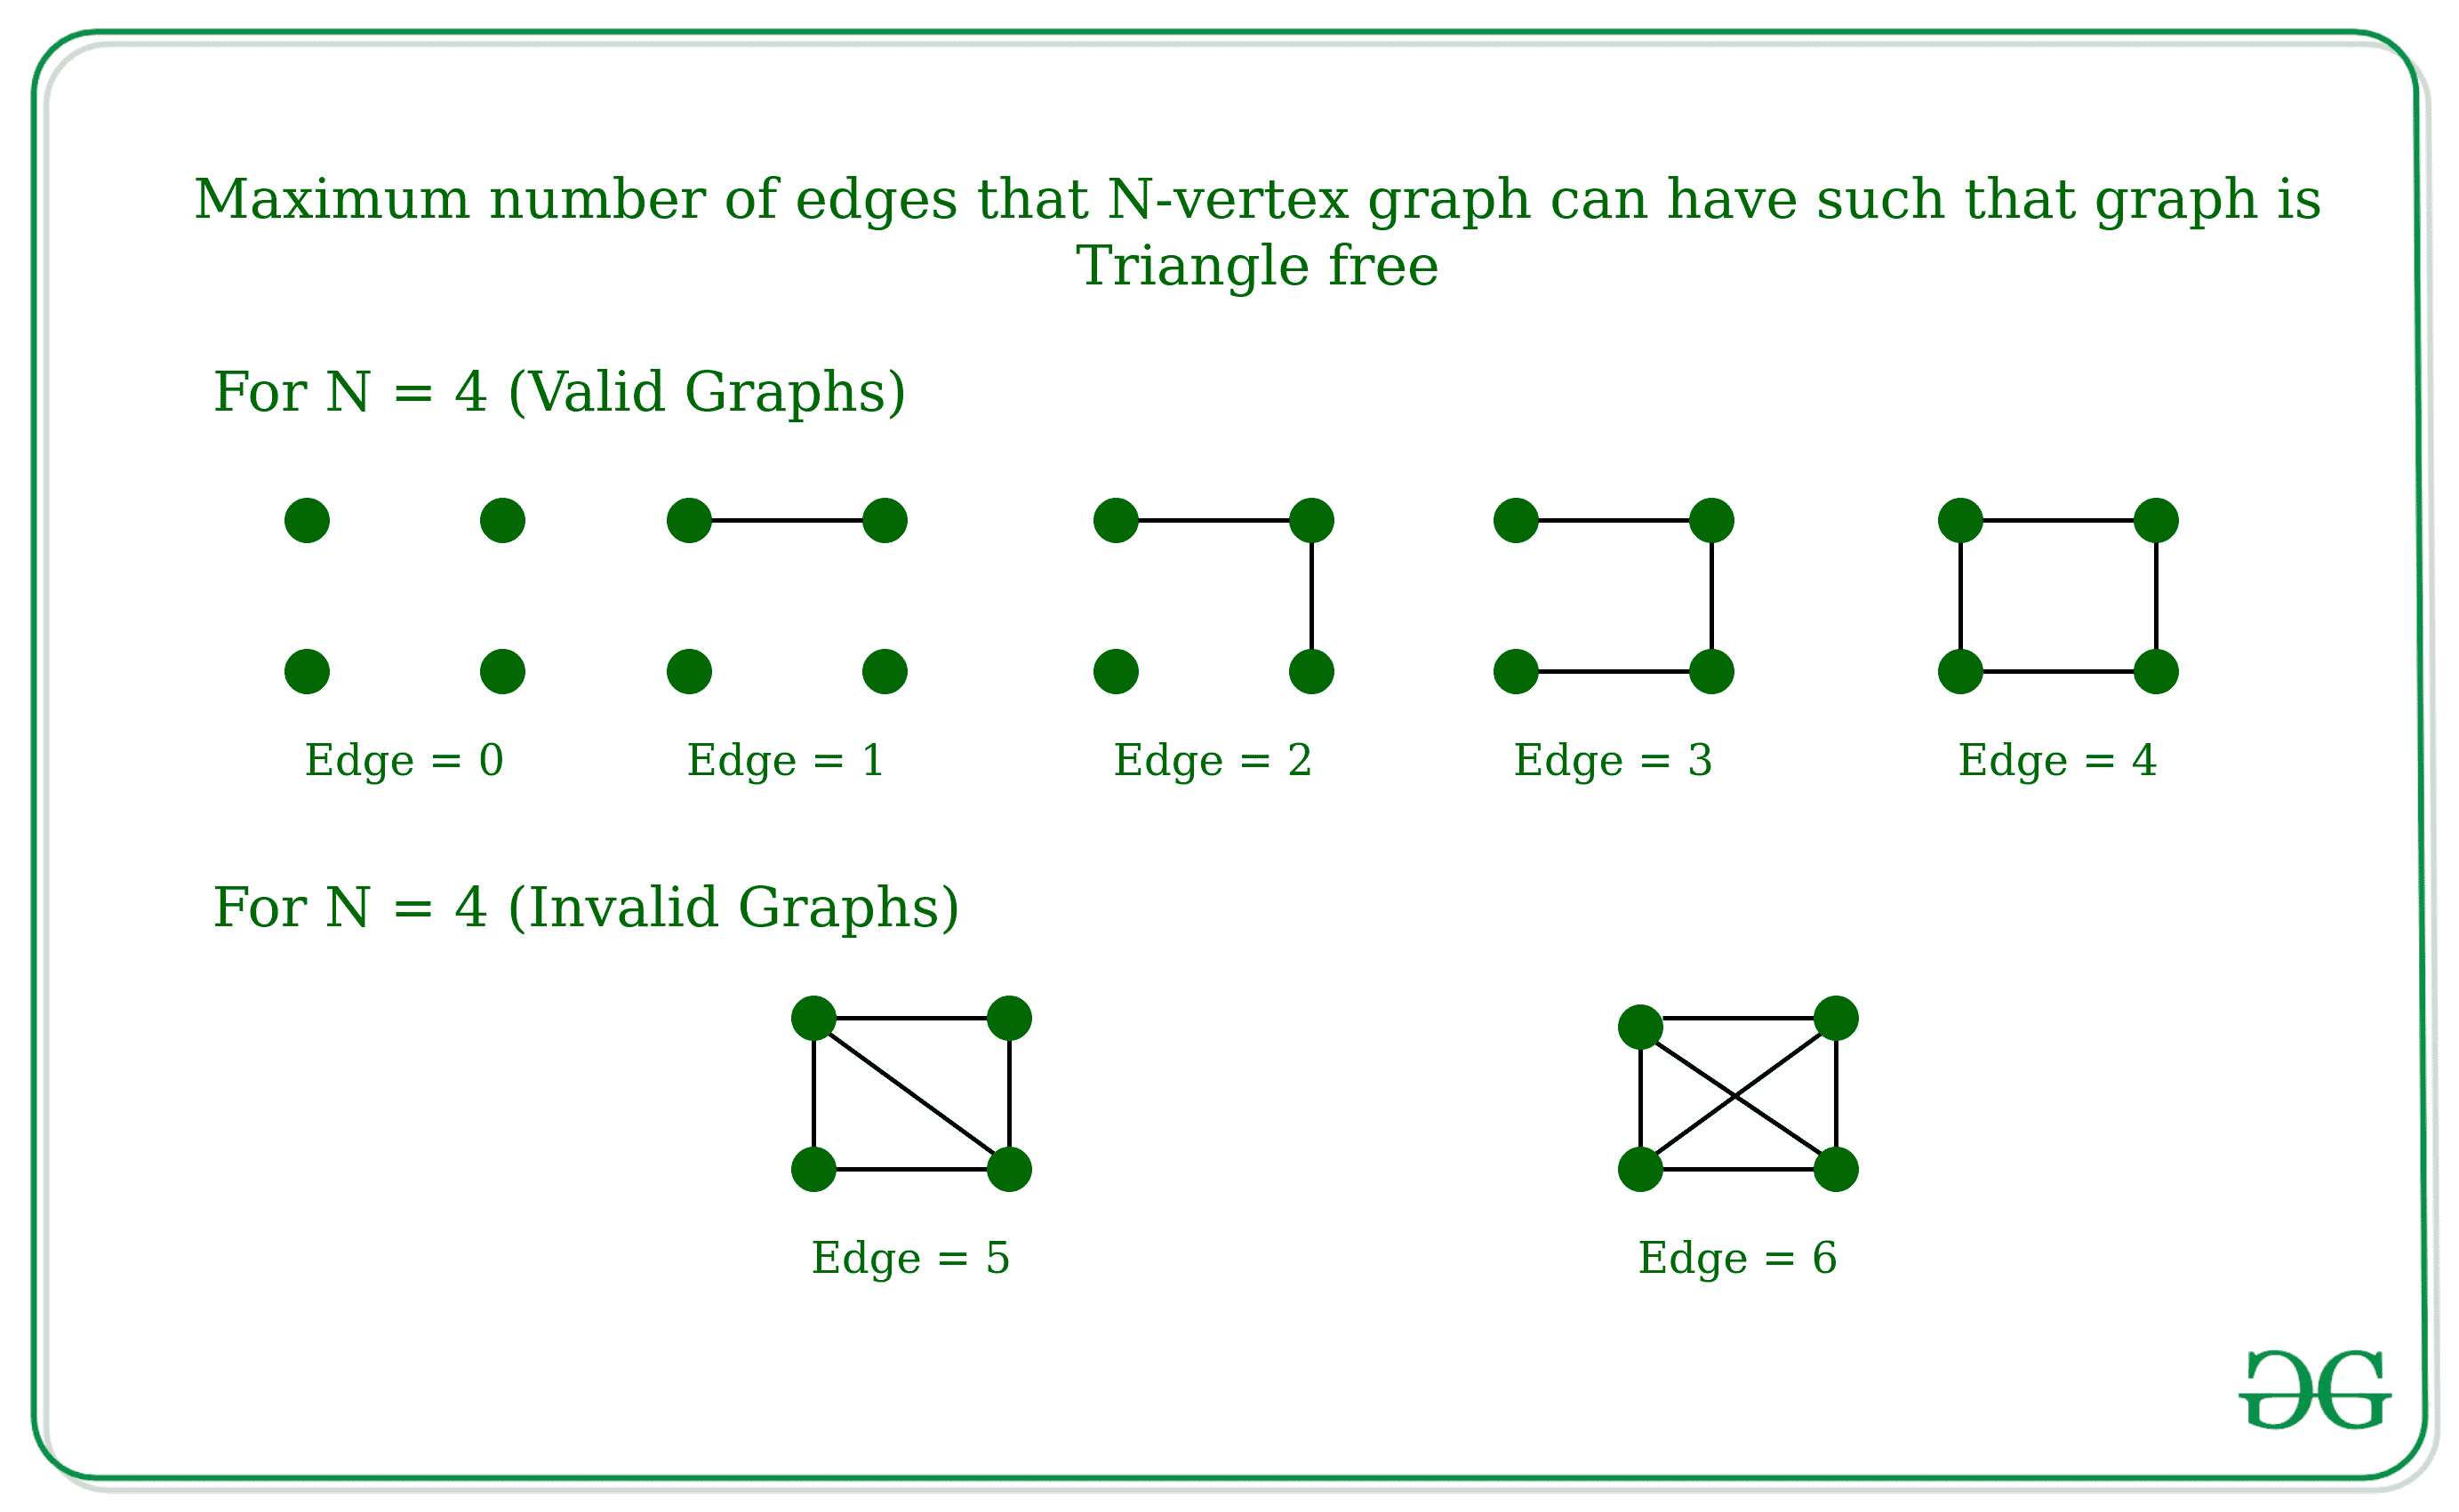 Maximum number of edges that N-vertex graph can have such that graph is
Triangle free
For N = 4 (Valid Graphs)
Edge = 0
Edge = 1
Edge = 2
Edge = 3
Edge = 4
For N = 4 (Invalid Graphs)
Edge = 5
Edge = 6